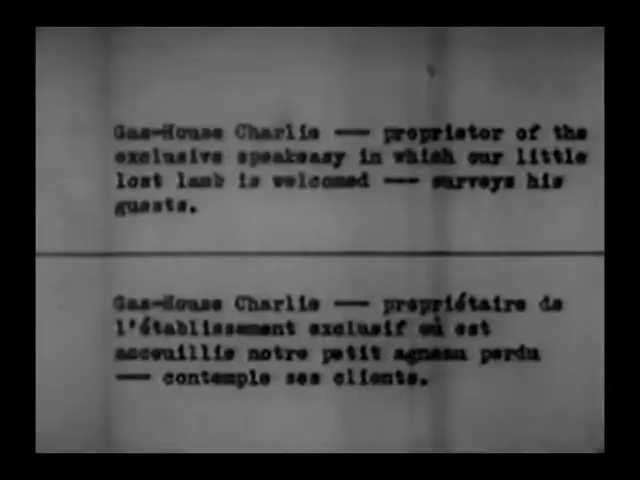 Gas-House Charlie — proprietor of the
exclusive speakeasy in which our little
lost lamb is welcomed — surveys his
guests.
Gas-House Charlie — propriétaire de
l'établissement exclusif où est
accueillie notre petit agneau perdu
— contemple ses clients.